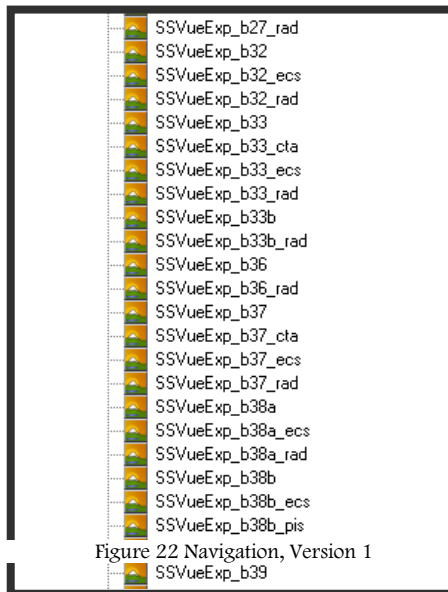 SSVueExp_b27_rad
SSVueExp_b32
SSVueExp_b32_ecs
SSVueExp_b32_rad
SSVueExp_b33
SSVueExp_b33_cta
SSVueExp_b33_ecs
SSVueExp_b33_rad
SSVueExp_b33b
SSVueExp_b33b_rad
SSVueExp_b36
SSVueExp_b36_rad
SSVueExp_b37
SSVueExp_b37_cta
SSVueExp_b37_ecs
SSVueExp_b37_rad
SSVueExp_b38a
SSVueExp_b38a_ecs
SSVueExp_b38a_rad
SSVueExp_b38b
SSVueExp_b38b_ecs
SSVueExp_b38b_pis
Figure 22 Navigation, Version 1
SSVueExp_b39